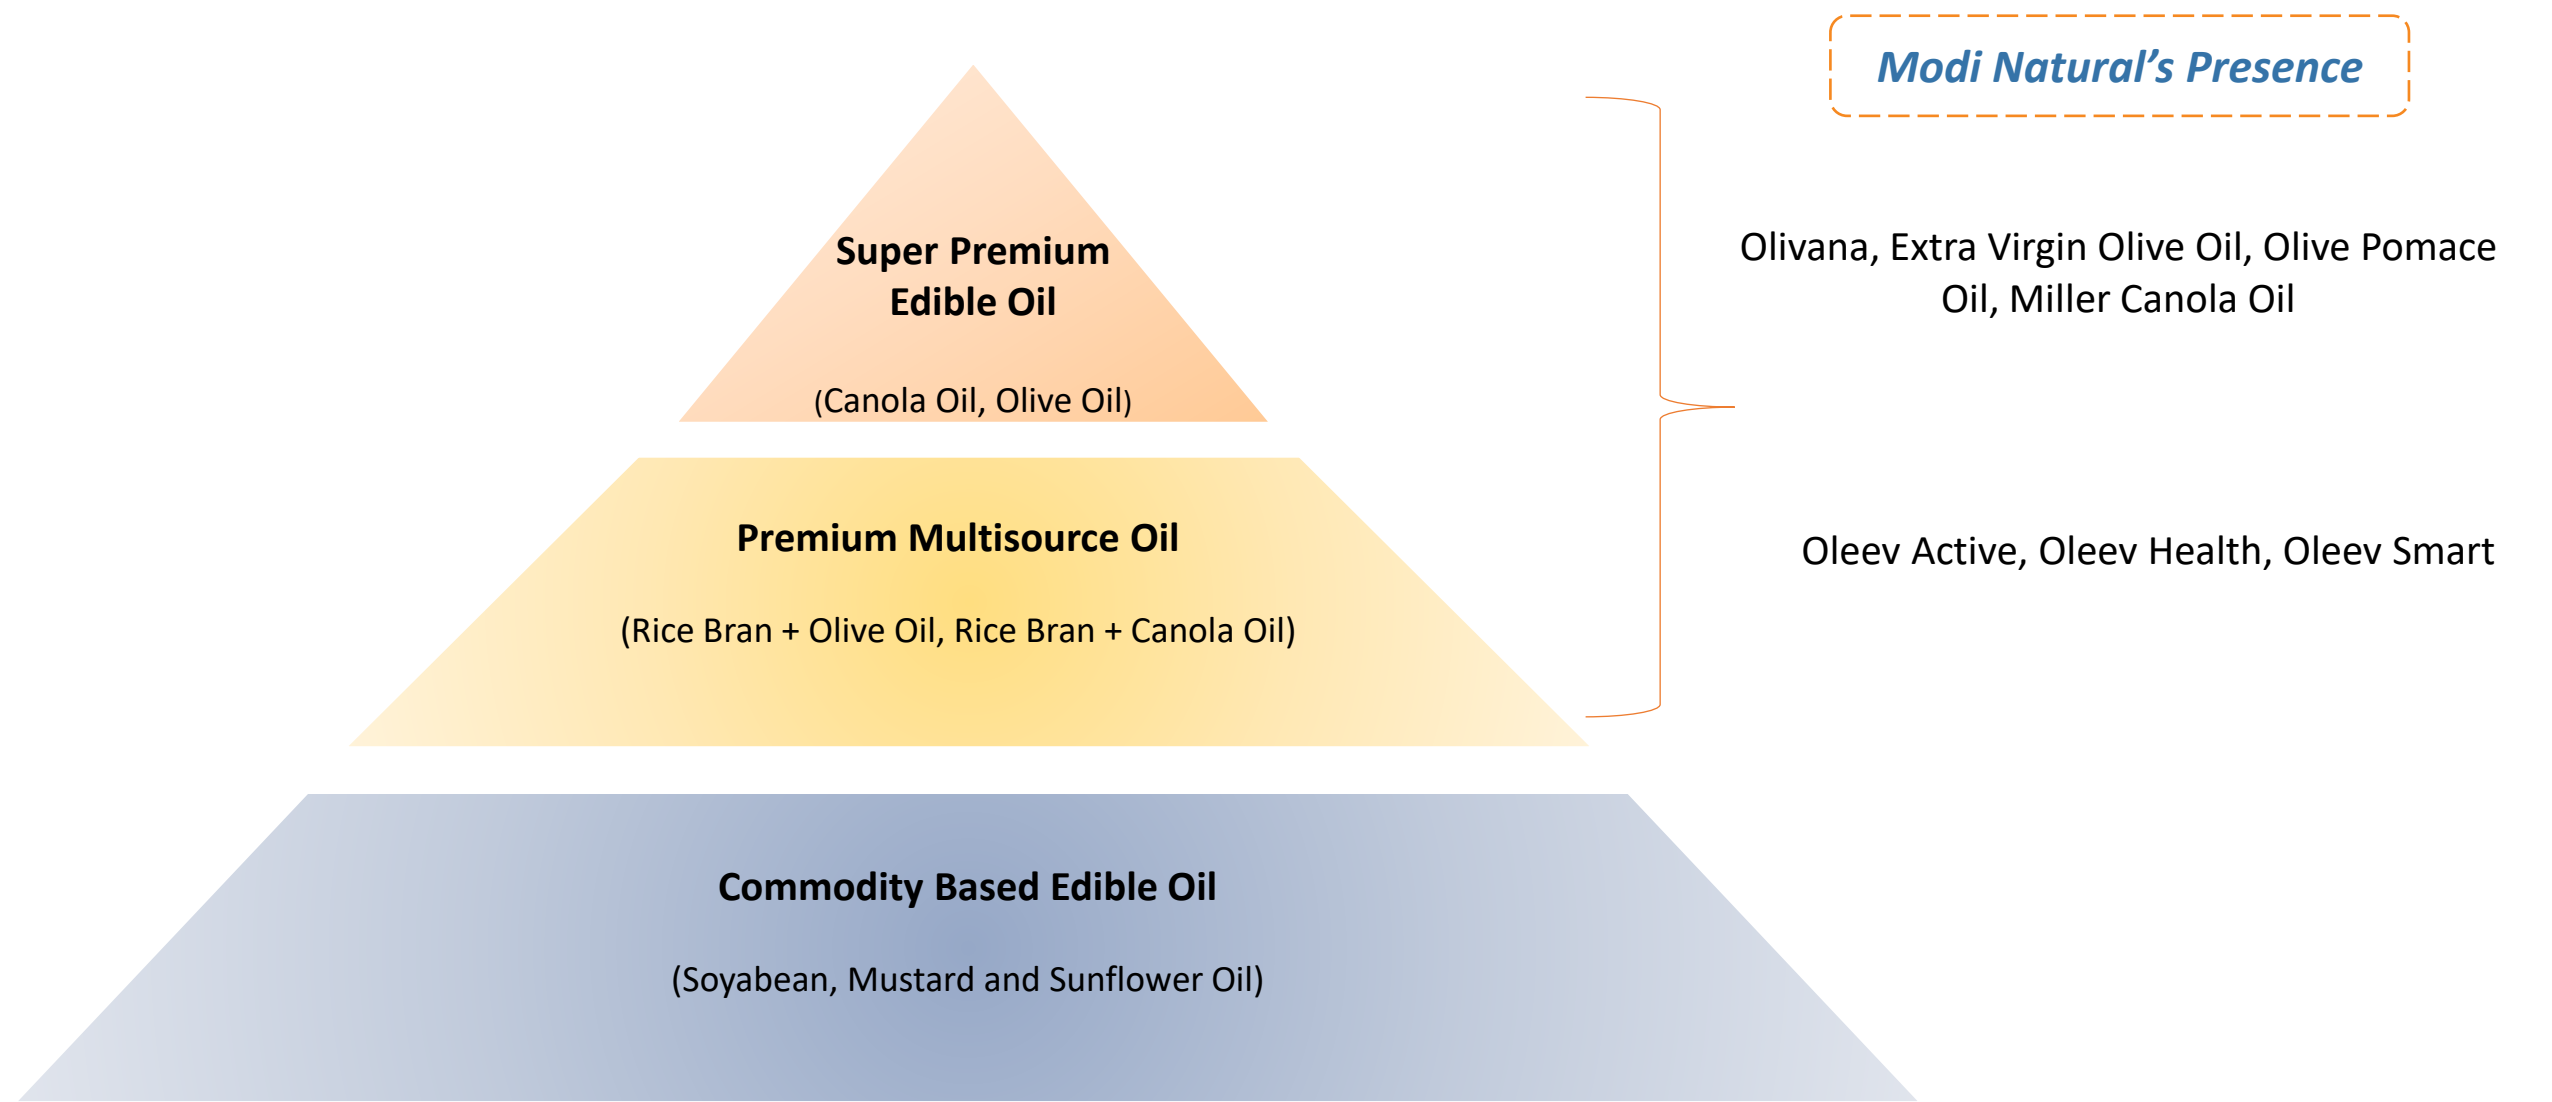 Modi Natural’s Presence
Super Premium
Edible Oil
(Canola Oil, Olive Oil)
Olivana, Extra Virgin Olive Oil, Olive Pomace
Oil, Miller Canola Oil
Premium Multisource Oil
(Rice Bran + Olive Oil, Rice Bran + Canola Oil)
Oleev Active, Oleev Health, Oleev Smart
Commodity Based Edible Oil
(Soyabean, Mustard and Sunflower Oil)